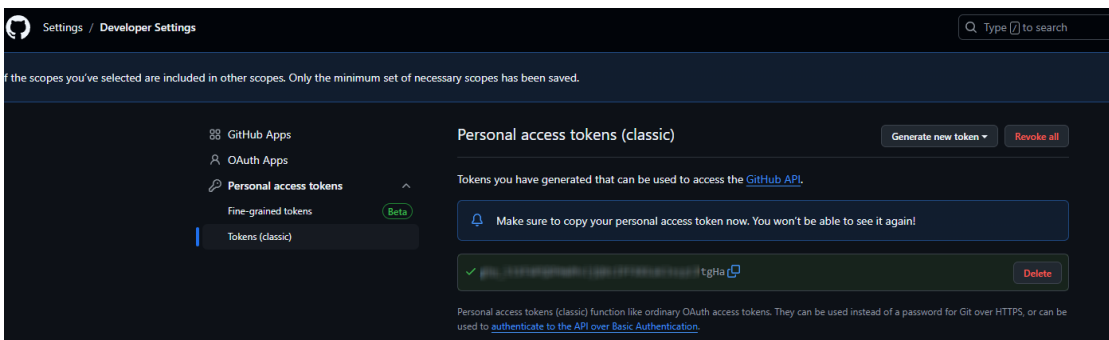 Settings / Developer Settings
Type / to search
f the scopes you've selected are included in other scopes. Only the minimum set of necessary scopes has been saved.
GitHub Apps
OAuth Apps
Personal access tokens
Fine-grained tokens Beta
Tokens (classic)
Personal access tokens (classic)
Generate new token
Revoke all
Tokens you have generated that can be used to access the GitHub API.
Make sure to copy your personal access token now. You won't be able to see it again!
tgHa
Delete
Personal access tokens (classic) function like ordinary OAuth access tokens. They can be used instead of a password for Git over HTTPS, or can be
used to authenticate to the API over Basic Authentication.